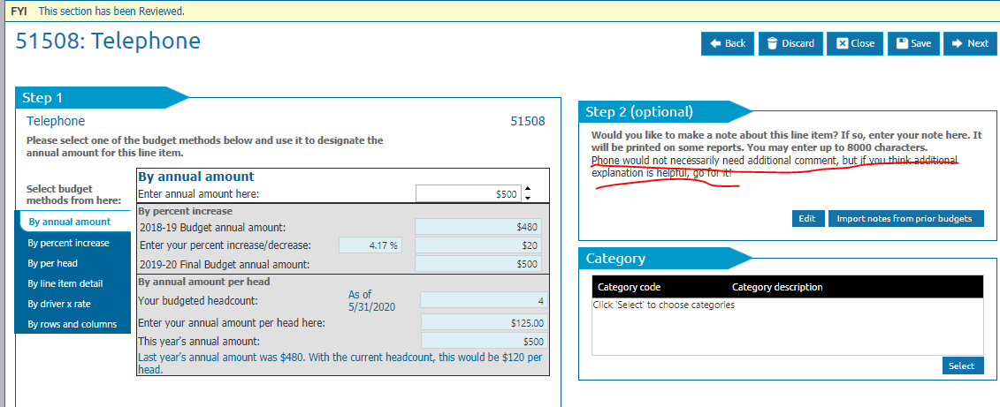 FYI This section has been Reviewed.
51508: Telephone
Back Discard Close Save Next
Step 1
Telephone 51508
Please select one of the budget methods below and use it to designate the
annual amount for this line item.
Select budget
methods from here:
By annual amount
By percent increase
By per head
By line item detail
By driver x rate
By rows and columns
By annual amount
Enter annual amount here: $500
By percent increase
2018-19 Budget annual amount: $480
Enter your percent increase/decrease: 4.17 % $20
2019-20 Final Budget annual amount: $500
By annual amount per head
Your budgeted headcount: As of 4
5/31/2020
Enter your annual amount per head here: $125.00
This year's annual amount: $500
Last year's annual amount was $480. With the current headcount, this would be $120 per
head.
Step 2 (optional)
Would you like to make a note about this line item? If so, enter your note here. It
will be printed on some reports. You may enter up to 8000 characters.
Phone would not necessarily need additional comment, but if you think additional
explanation is helpful, go for it!
Edit Import notes from prior budgets
Category
Category code Category description
Click 'Select' to choose categories
Select